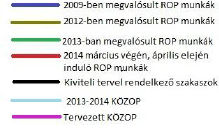 2009-ben megvalósult ROP munkák
2012-ben megvalósult ROP munkák
2013-ban megvalósult ROP munkák
2014 március végén, április elején
induló ROP munkák
Kiviteli tervel rendelkező szakaszok
2013-2014 KÖZOP
Tervezett KÖZOP